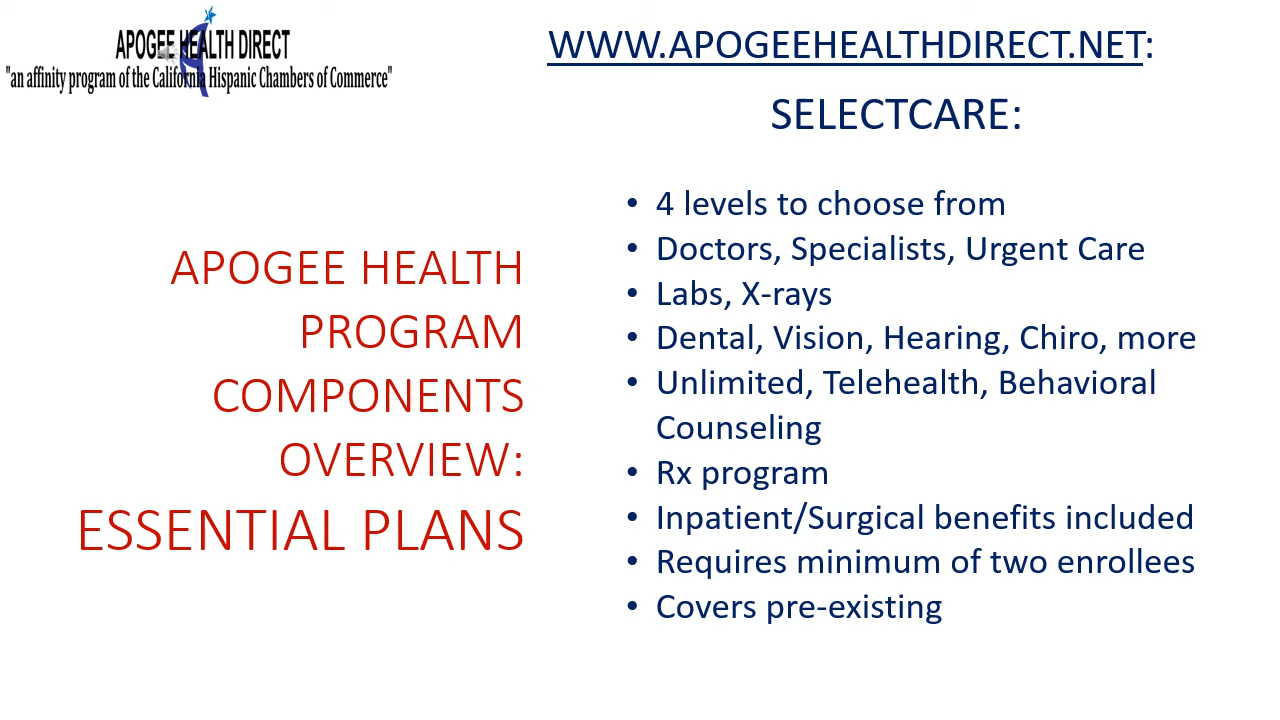 APOGEE HEALTH DIRECT
"an affinity program of the California Hispanic Chambers of Commerce"
WWW.APOGEEHEALTHDIRECT.NET:
SELECTCARE:
APOGEE HEALTH
PROGRAM
COMPONENTS
OVERVIEW:
ESSENTIAL PLANS
• 4 levels to choose from
• Doctors, Specialists, Urgent Care
• Labs, X-rays
• Dental, Vision, Hearing, Chiro, more
• Unlimited, Telehealth, Behavioral
Counseling
• Rx program
• Inpatient/Surgical benefits included
• Requires minimum of two enrollees
• Covers pre-existing